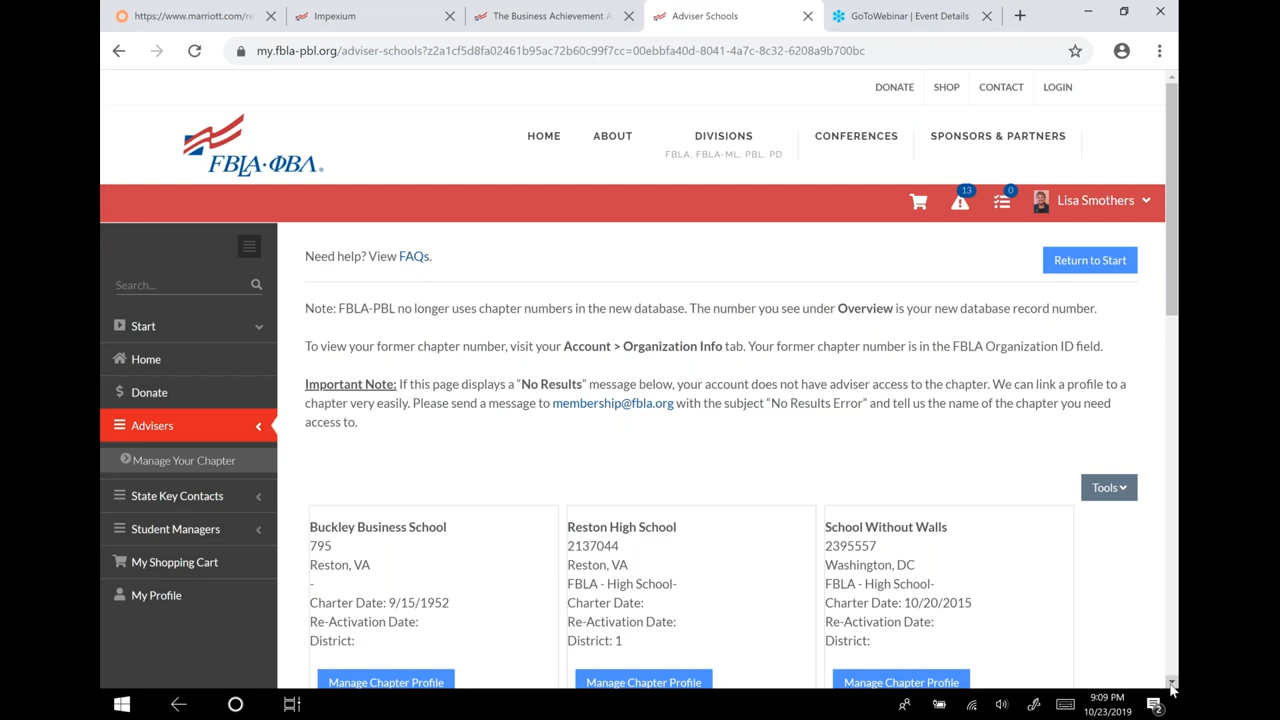 https://www.marriott.com/re
Impexium
The Business Achievement A
Adviser Schools
GoToWebinar | Event Details
my.fbla-pbl.org/adviser-schools?z2a1cf5d8fa02461b95ac72b60c99f7cc=00ebbfa40d-8041-4a7c-8c32-6208a9b700bc
DONATE SHOP CONTACT LOGIN
FBLA·ΦBA®
HOME ABOUT DIVISIONS CONFERENCES SPONSORS & PARTNERS
FBLA, FBLA-ML, PBL, PD
13 0
Lisa Smothers
Search...
Start
Home
Donate
Advisers
Manage Your Chapter
State Key Contacts
Student Managers
My Shopping Cart
My Profile
Need help? View FAQs.
Return to Start
Note: FBLA-PBL no longer uses chapter numbers in the new database. The number you see under Overview is your new database record number.
To view your former chapter number, visit your Account > Organization Info tab. Your former chapter number is in the FBLA Organization ID field.
Important Note: If this page displays a “No Results” message below, your account does not have adviser access to the chapter. We can link a profile to a
chapter very easily. Please send a message to membership@fbla.org with the subject “No Results Error” and tell us the name of the chapter you need
access to.
Tools
Buckley Business School
795
Reston, VA
-
Charter Date: 9/15/1952
Re-Activation Date:
District:
Manage Chapter Profile
Reston High School
2137044
Reston, VA
FBLA - High School-
Charter Date:
Re-Activation Date:
District: 1
Manage Chapter Profile
School Without Walls
2395557
Washington, DC
FBLA - High School-
Charter Date: 10/20/2015
Re-Activation Date:
District:
Manage Chapter Profile
9:09 PM
10/23/2019
2